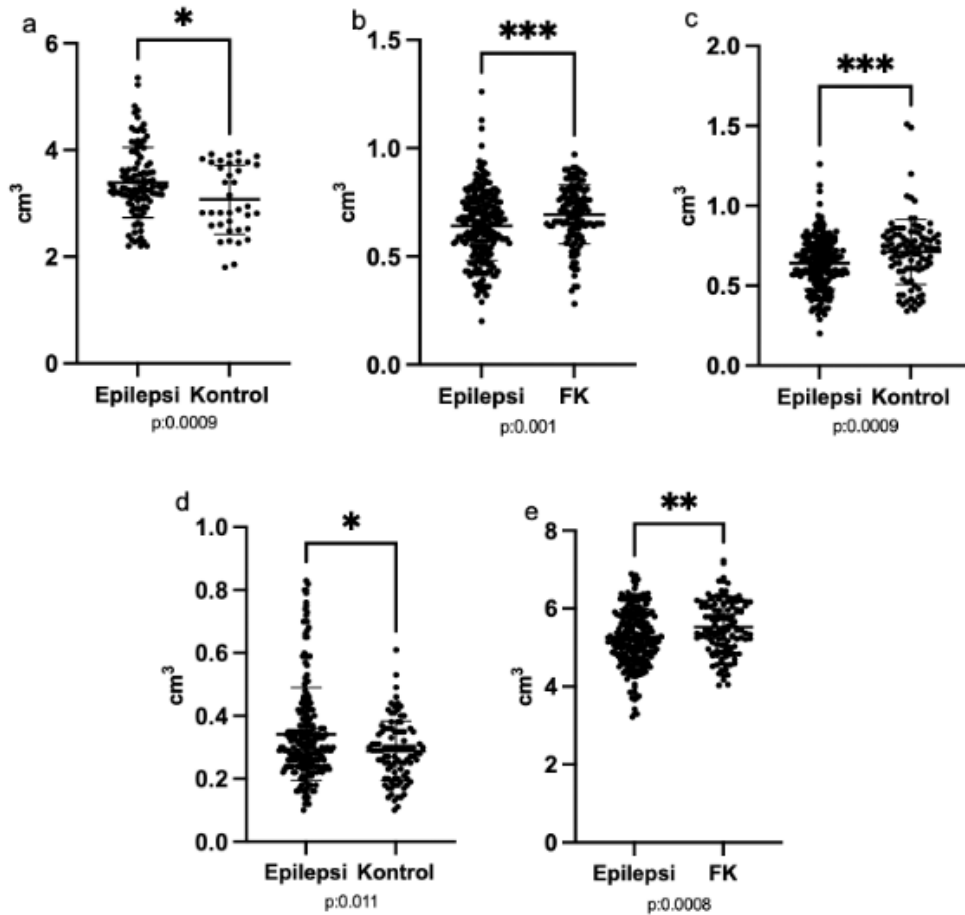 a
*
6
4
2
0
cm³
Epilepsi Kontrol
p:0.0009
b
***
1.5
1.0
0.5
0.0
cm³
Epilepsi FK
p:0.001
c
***
2.0
1.5
1.0
0.5
0.0
cm³
Epilepsi Kontrol
p:0.0009
d
*
1.0
0.8
0.6
0.4
0.2
0.0
cm³
Epilepsi Kontrol
p:0.011
e
**
8
6
4
2
0
cm³
Epilepsi FK
p:0.0008